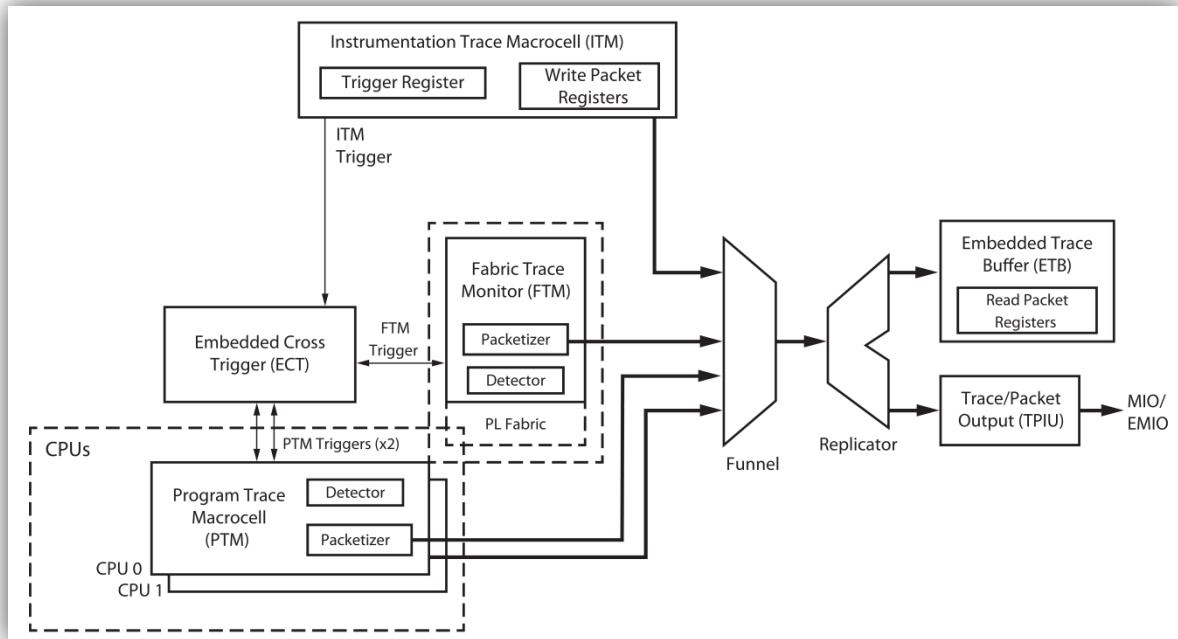 Instrumentation Trace Macrocell (ITM)
Trigger Register
Write Packet
Registers
ITM
Trigger
Fabric Trace
Monitor (FTM)
Packetizer
Detector
PL Fabric
FTM
Trigger
Embedded Cross
Trigger (ECT)
PTM Triggers (x2)
CPUs
Program Trace
Macrocell
(PTM)
Detector
Packetizer
CPU 0
CPU 1
Funnel
Replicator
Embedded Trace
Buffer (ETB)
Read Packet
Registers
Trace/Packet
Output (TPIU)
MIO/
EMIO